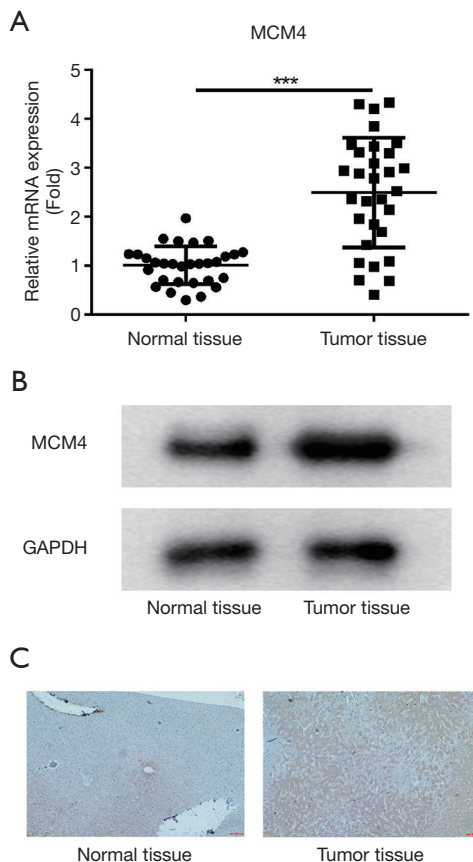 A
MCM4
***
Relative mRNA expression
(Fold)
5
4
3
2
1
0
Normal tissue Tumor tissue
B
MCM4
GAPDH
Normal tissue Tumor tissue
C
Normal tissue Tumor tissue